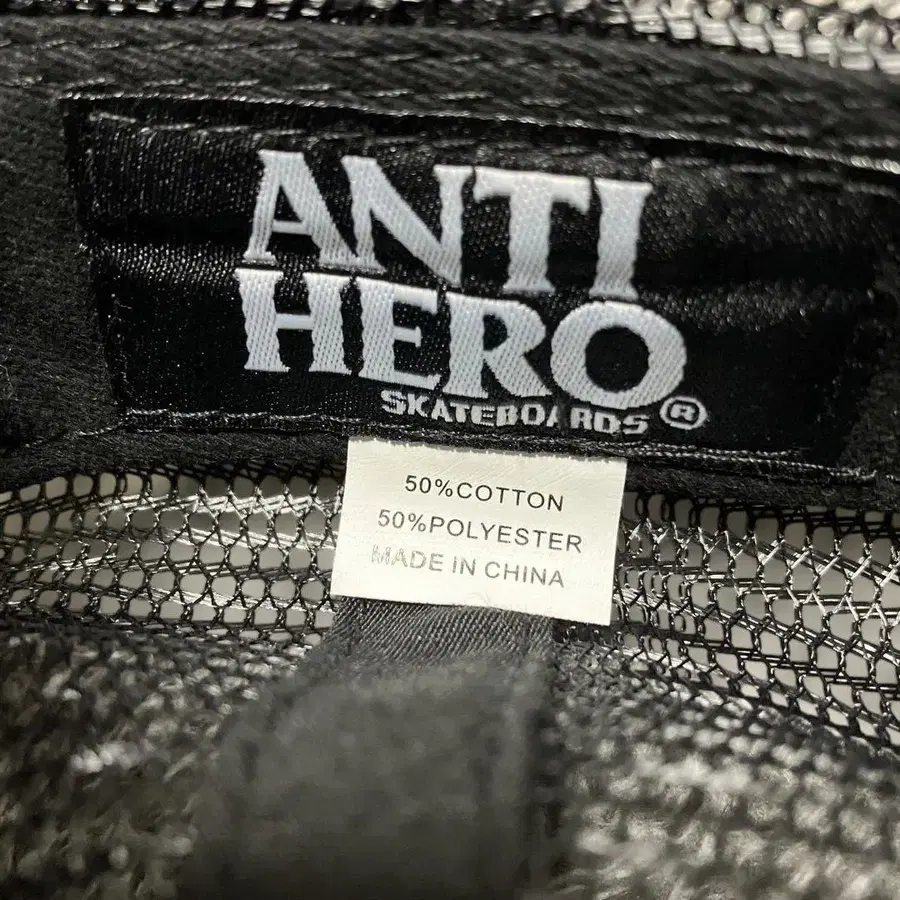 ANTI
HERO
SKATEBOARDS ®
50%COTTON
50%POLYESTER
MADE IN CHINA